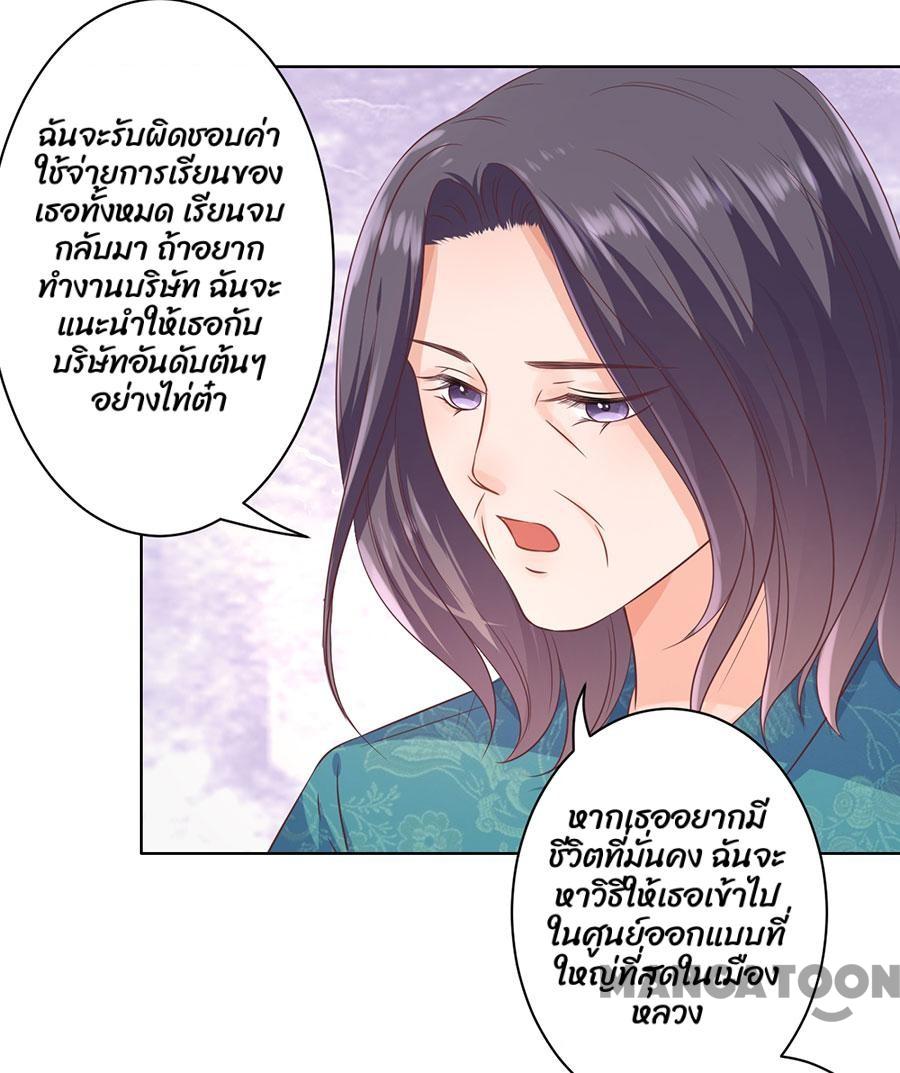 ฉันจะรับผิดชอบค่า
ใช้จ่ายการเรียนของ
เธอทั้งหมด เรียนจบ
กลับมา ถ้าอยาก
ทำงานบริษัท ฉันจะ
แนะนำให้เธอกับ
บริษัทอันดับต้นๆ
อย่างไท่ต๋า
หากเธออยากมี
ชีวิตที่มั่นคง ฉันจะ
หาวิธีให้เธอเข้าไป
ในศูนย์ออกแบบที่
ใหญ่ที่สุดในเมือง
หลวง
MANGATOON